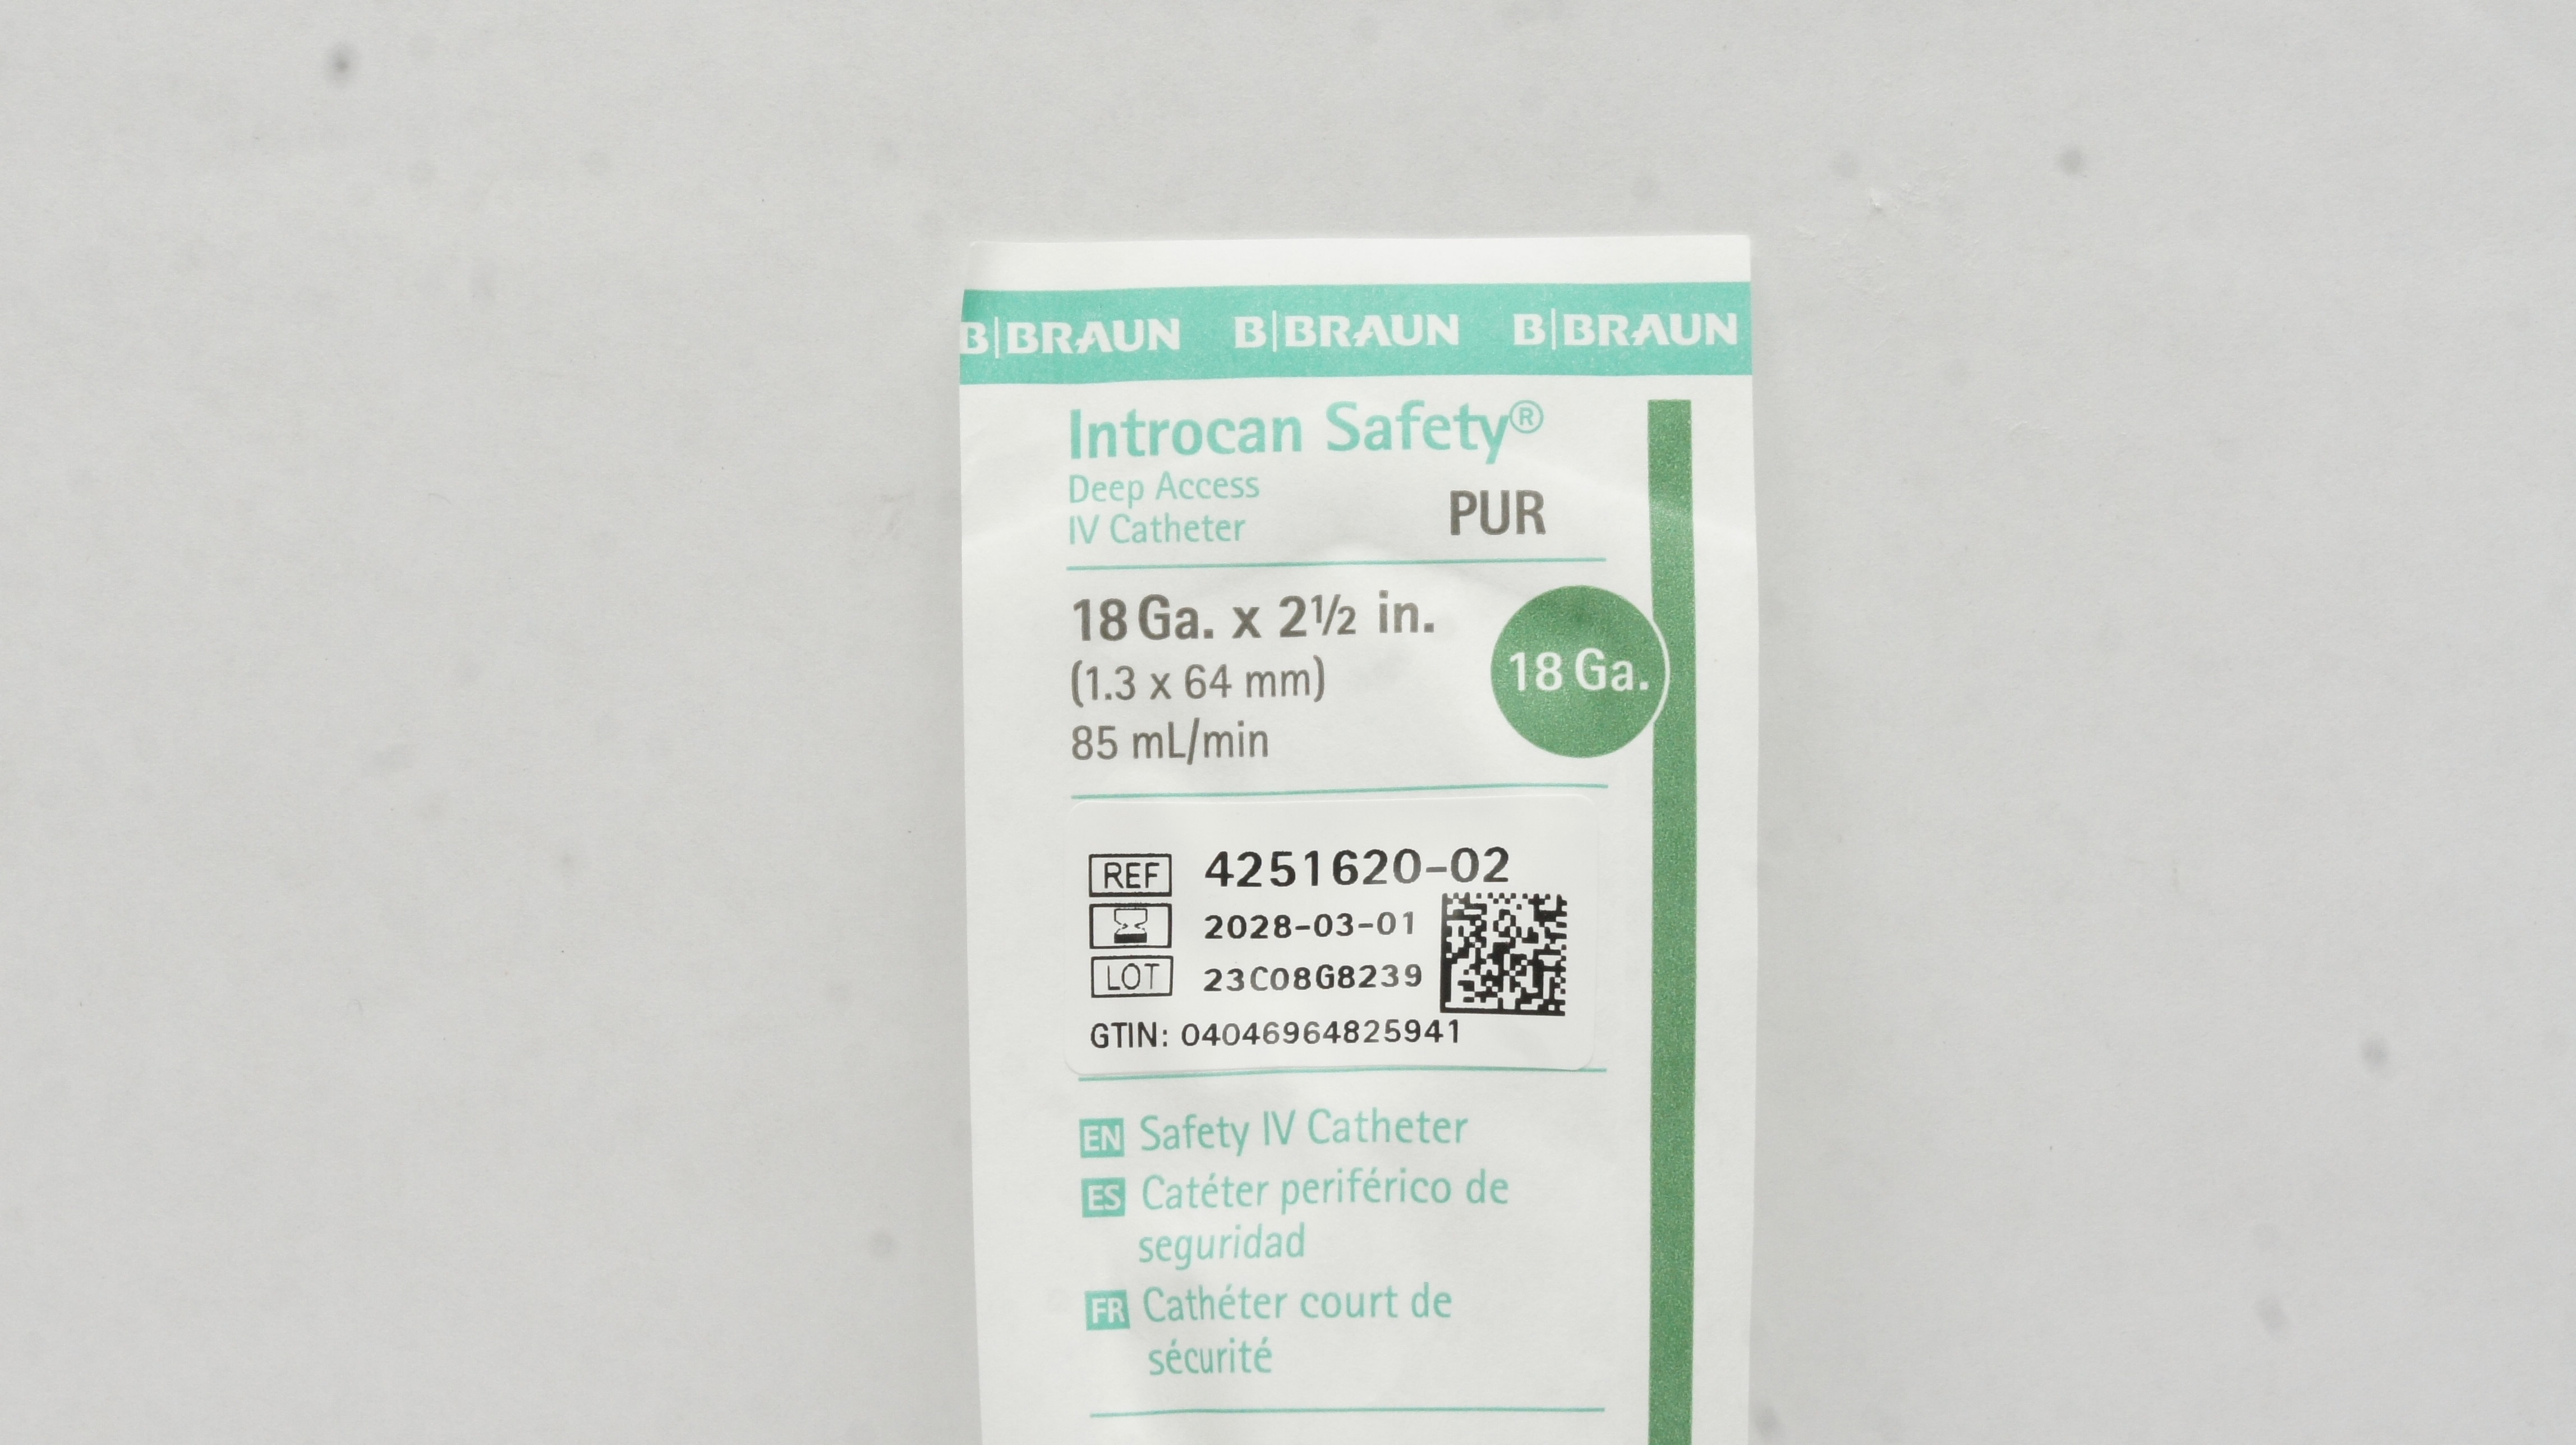 B|BRAUN B|BRAUN B|BRAUN
Introcan Safety®
Deep Access
IV Catheter
PUR
18 Ga. x 2½ in.
(1.3 x 64 mm)
85 mL/min
18 Ga.
REF 4251620-02
2028-03-01
LOT 23C08G8239
GTIN: 04046964825941
EN Safety IV Catheter
ES Catéter periférico de
seguridad
FR Cathéter court de
sécurité